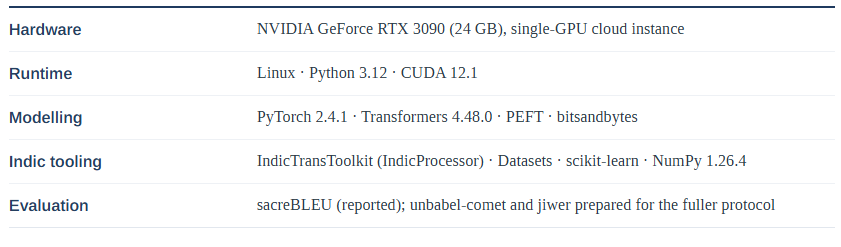 Hardware NVIDIA GeForce RTX 3090 (24 GB), single-GPU cloud instance
Runtime Linux · Python 3.12 · CUDA 12.1
Modelling PyTorch 2.4.1 · Transformers 4.48.0 · PEFT · bitsandbytes
Indic tooling IndicTransToolkit (IndicProcessor) · Datasets · scikit-learn · NumPy 1.26.4
Evaluation sacreBLEU (reported); unbabel-comet and jiwer prepared for the fuller protocol